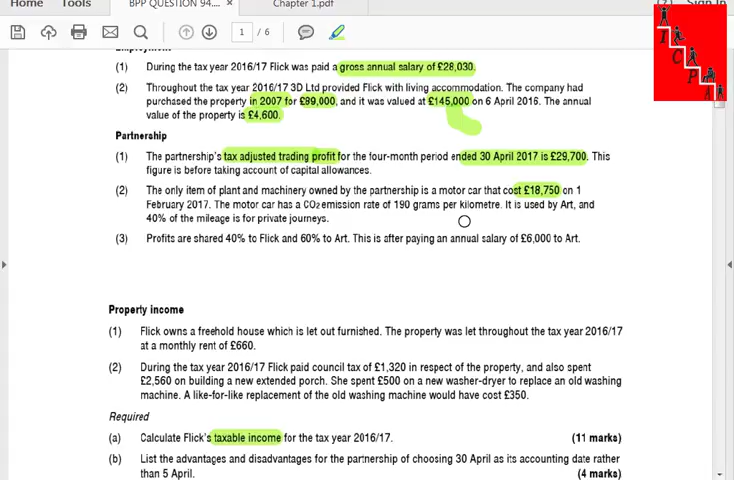 Home
Tools
BPP QUESTION 94.... ×
Chapter 1.pdf
Sign In
1 / 6
Employment
(1) During the tax year 2016/17 Flick was paid a gross annual salary of £28,030.
(2) Throughout the tax year 2016/17 3D Ltd provided Flick with living accommodation. The company had
purchased the property in 2007 for £89,000, and it was valued at £145,000 on 6 April 2016. The annual
value of the property is £4,600.
Partnership
(1) The partnership's tax adjusted trading profit for the four-month period ended 30 April 2017 is £29,700. This
figure is before taking account of capital allowances.
(2) The only item of plant and machinery owned by the partnership is a motor car that cost £18,750 on 1
February 2017. The motor car has a CO₂ emission rate of 190 grams per kilometre. It is used by Art, and
40% of the mileage is for private journeys.
(3) Profits are shared 40% to Flick and 60% to Art. This is after paying an annual salary of £6,000 to Art.
Property income
(1) Flick owns a freehold house which is let out furnished. The property was let throughout the tax year 2016/17
at a monthly rent of £660.
(2) During the tax year 2016/17 Flick paid council tax of £1,320 in respect of the property, and also spent
£2,560 on building a new extended porch. She spent £500 on a new washer-dryer to replace an old washing
machine. A like-for-like replacement of the old washing machine would have cost £350.
Required
(a) Calculate Flick's taxable income for the tax year 2016/17. (11 marks)
(b) List the advantages and disadvantages for the partnership of choosing 30 April as its accounting date rather
than 5 April. (4 marks)
I
C
P
A